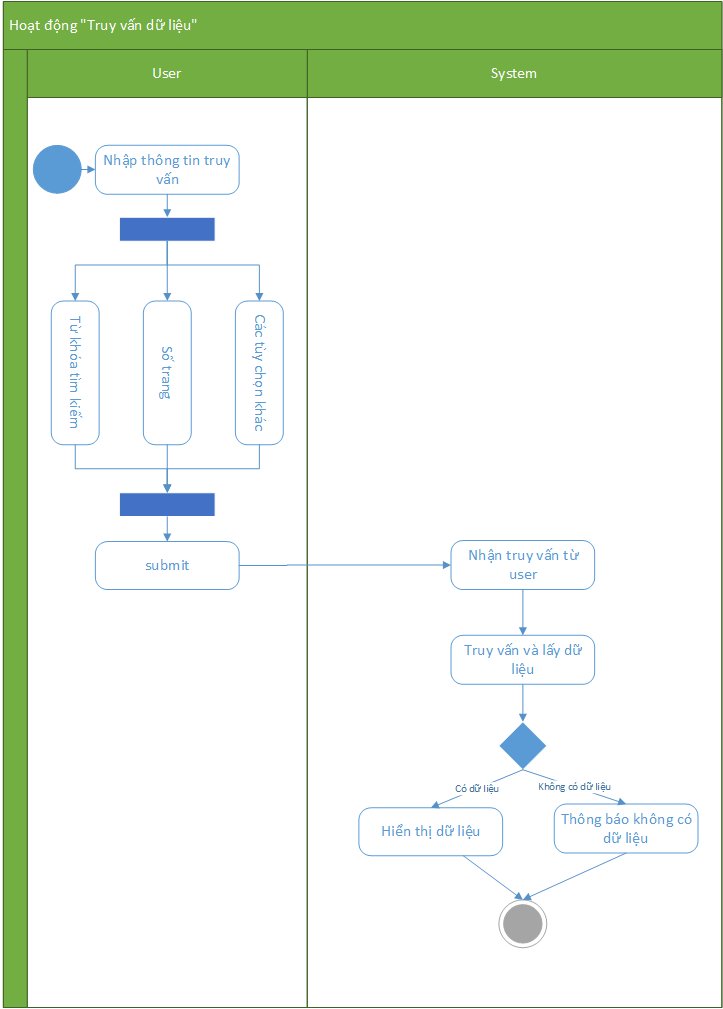 Hoạt động "Truy vấn dữ liệu"
User
System
Nhập thông tin truy
vấn
Từ khóa tìm kiếm
Số trang
Các tùy chọn khác
submit
Nhận truy vấn từ
user
Truy vấn và lấy dữ
liệu
Có dữ liệu
Không có dữ liệu
Hiển thị dữ liệu
Thông báo không có
dữ liệu